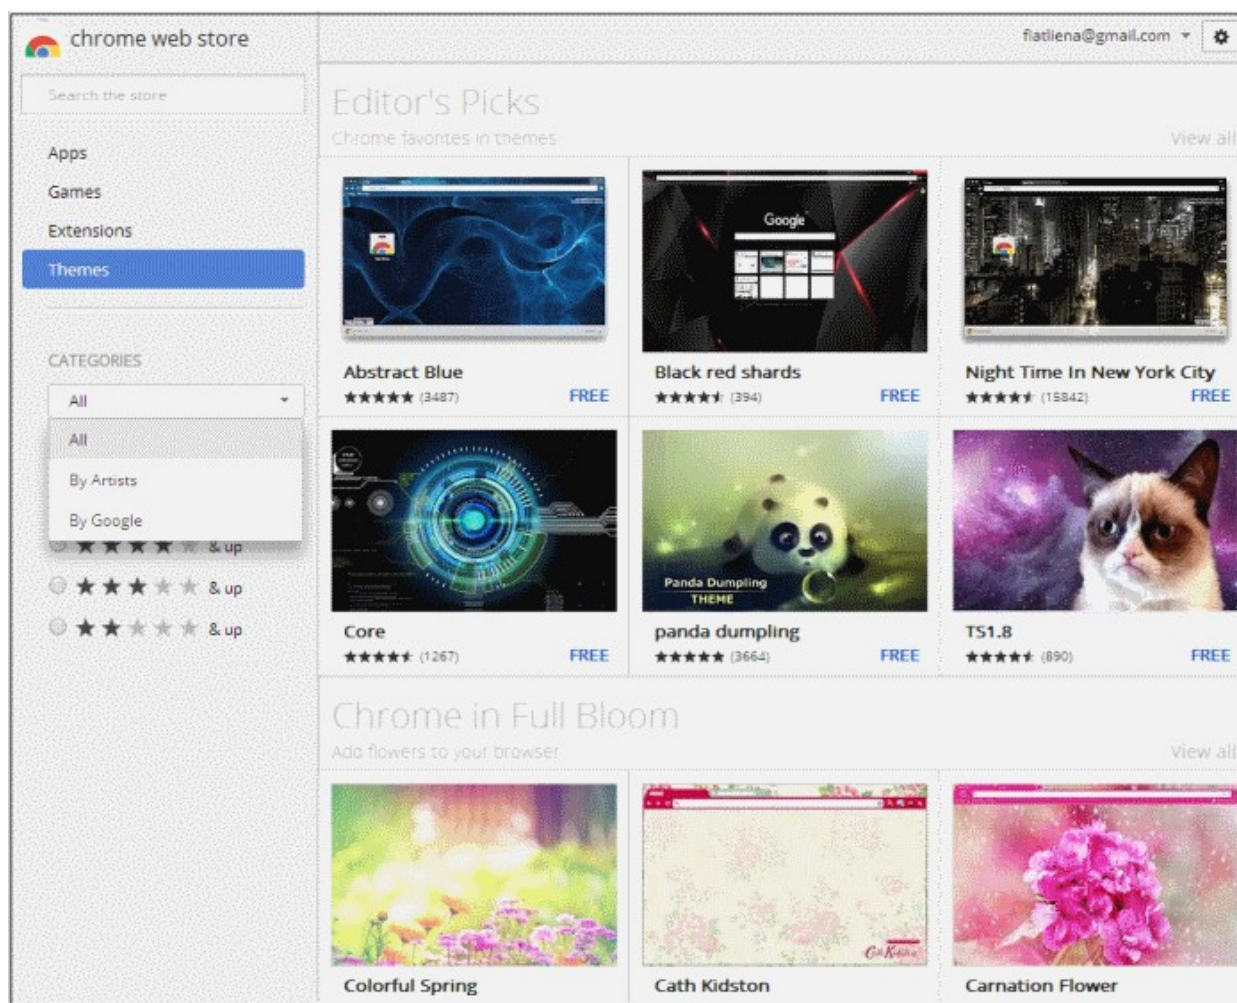 chrome web store
flatliena@gmail.com
Search the store
Apps
Games
Extensions
Themes
CATEGORIES
All
All
By Artists
By Google
& up
& up
& up
Editor's Picks
Chrome favorites in themes
View all
Google
Abstract Blue
(3487)
FREE
Black red shards
(394)
FREE
Night Time In New York City
(15842)
FREE
Panda Dumpling
THEME
Core
(1267)
FREE
panda dumpling
(3664)
FREE
TS1.8
(890)
FREE
Chrome in Full Bloom
Add flowers to your browser
View all
Cath Kidston
Colorful Spring
Cath Kidston
Carnation Flower